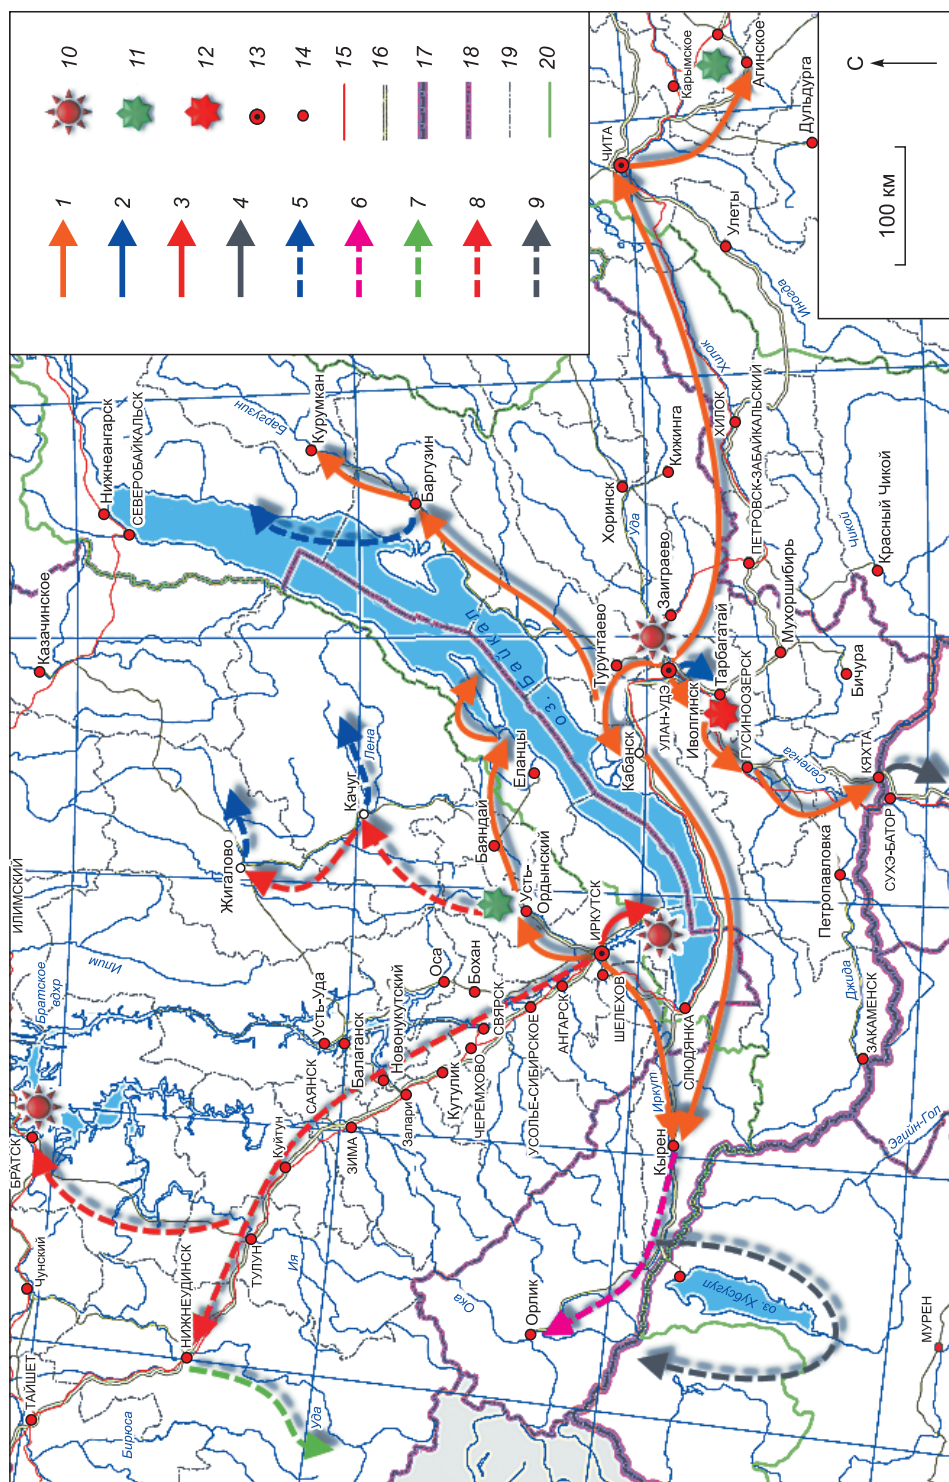 10
11
12
13
14
15
16
17
18
19
20
1
2
3
4
5
6
7
8
9
С
100 км
Карымское
Агинское
Дульдурга
ЧИТА
Улеты
Ингода
Хилок
ХИЛОК
ПЕТРОВСК-ЗАБАЙКАЛЬСКИЙ
Чикой
Красный Чикой
Баргузин
Курумкан
Баргузин
Нижнеангарск
СЕВЕРОБАЙКАЛЬСК
Казачинское
Хоринск
Уда
Кижинга
Заиграево
Турунтаево
УЛАН-УДЭ
Тарбагатай
Мухоршибирь
Бичура
Иволгинск
ГУСИНООЗЕРСК
Кабанск
оз. Байкал
Селенга
КЯХТА
СУХЭ-БАТОР
Петропавловка
Джида
ЗАКАМЕНСК
Эгийн-Гол
Лена
Качуг
Жигалово
Еланцы
Баяндай
Усть-
Ордынский
ИРКУТСК
ШЕЛЕХОВ
АНГАРСК
УСОЛЬЕ-СИБИРСКОЕ
СЛЮДЯНКА
Иркут
Кырен
ИЛИМСКИЙ
Илим
Братское
вдхр
БРАТСК
Усть-Уда
Балаганск
Оса
Бохан
Новонукутский
СВЯРСК
ЧЕРЕМХОВО
Кутулик
Залари
ЗИМА
САЯНСК
Куйтун
ТУЛУН
Ия
НИЖНЕУДИНСК
Чунский
ТАЙШЕТ
Бирюса
Уда
Ока
Орлик
оз. Хубсугул
МУРЕН